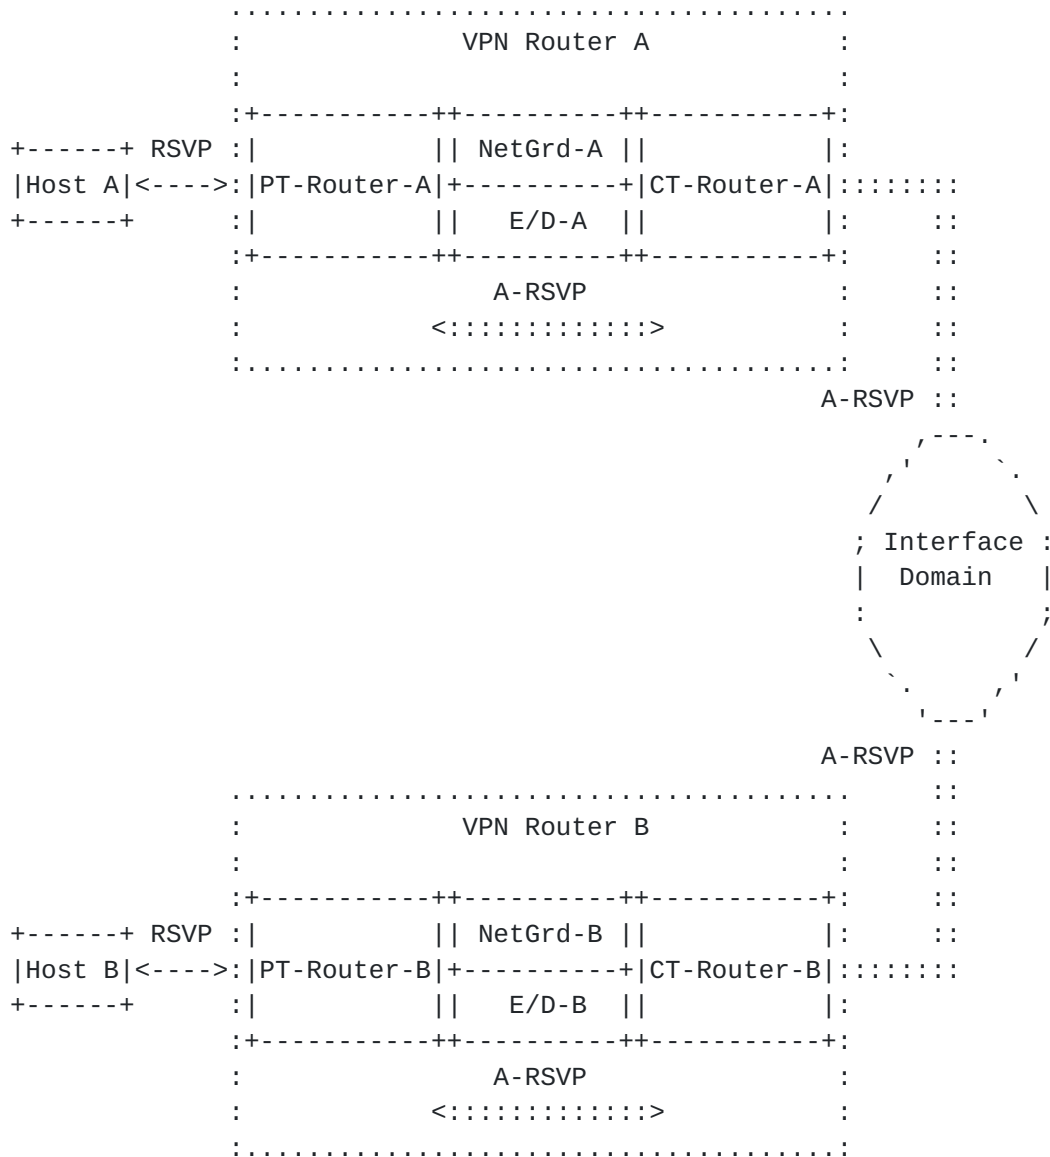 VPN Router A
RSVP NetGrd-A
Host A PT-Router-A CT-Router-A
E/D-A
A-RSVP
A-RSVP
Interface
Domain
A-RSVP
VPN Router B
RSVP NetGrd-B
Host B PT-Router-B CT-Router-B
E/D-B
A-RSVP